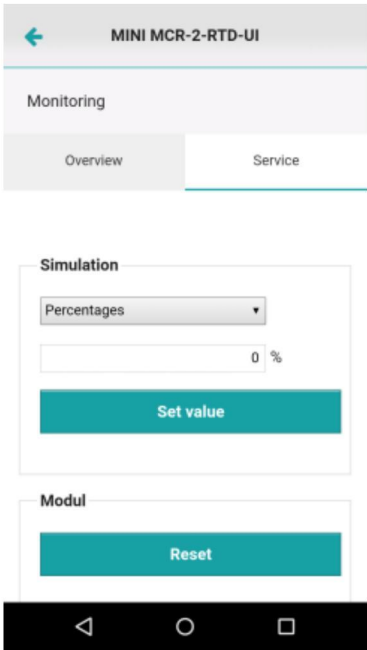 MINI MCR-2-RTD-UI
Monitoring
Overview Service
Simulation
Percentages
0 %
Set value
Modul
Reset